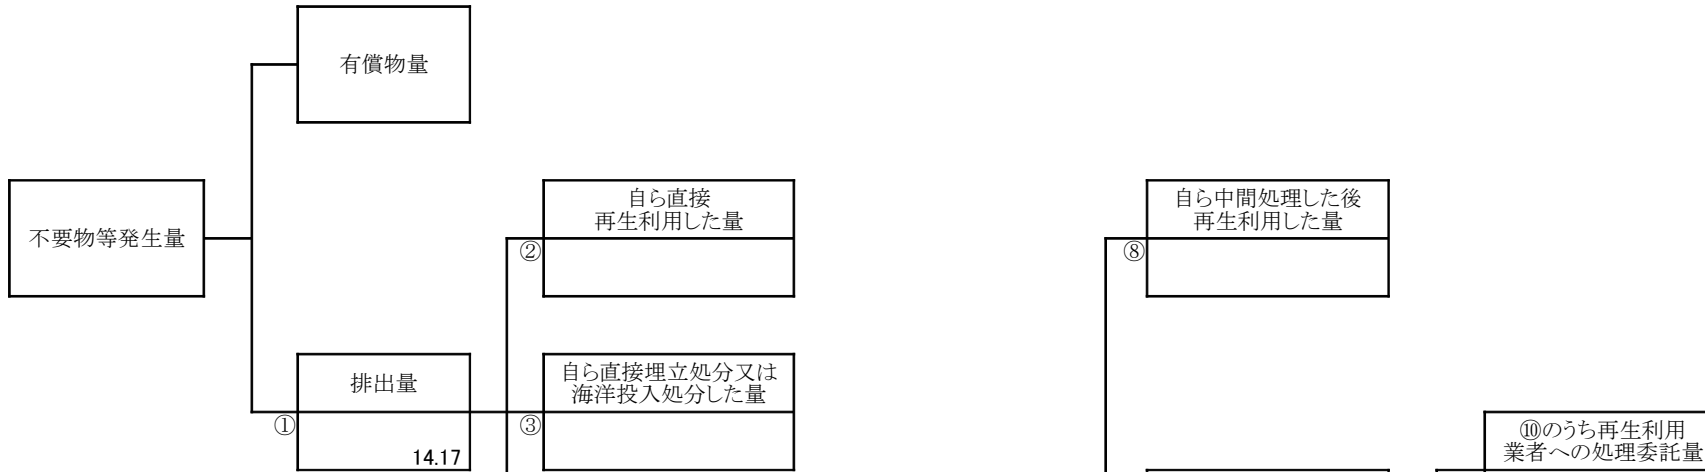 有償物量
不要物等発生量
自ら直接
再生利用した量
②
自ら中間処理した後
再生利用した量
⑧
排出量
①
14.17
自ら直接埋立処分又は
海洋投入処分した量
③
⑩のうち再生利用
業者への処理委託量